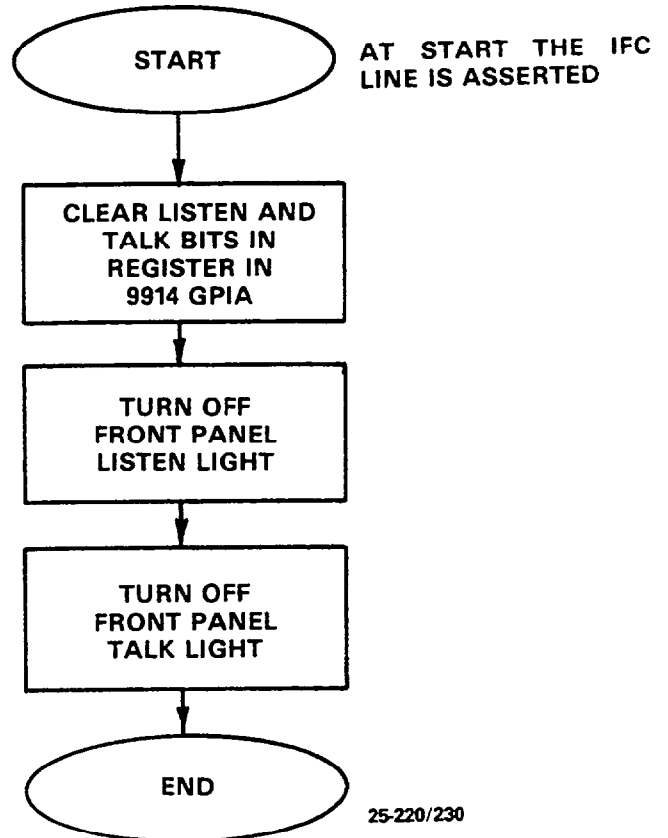 START
AT START THE IFC
LINE IS ASSERTED
CLEAR LISTEN AND
TALK BITS IN
REGISTER IN
9914 GPIA
TURN OFF
FRONT PANEL
LISTEN LIGHT
TURN OFF
FRONT PANEL
TALK LIGHT
END
25-220/230